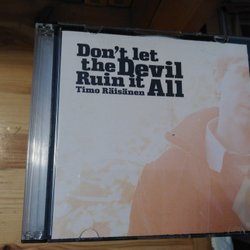 Don't let
the Devil
Ruin it All
Timo Räisänen